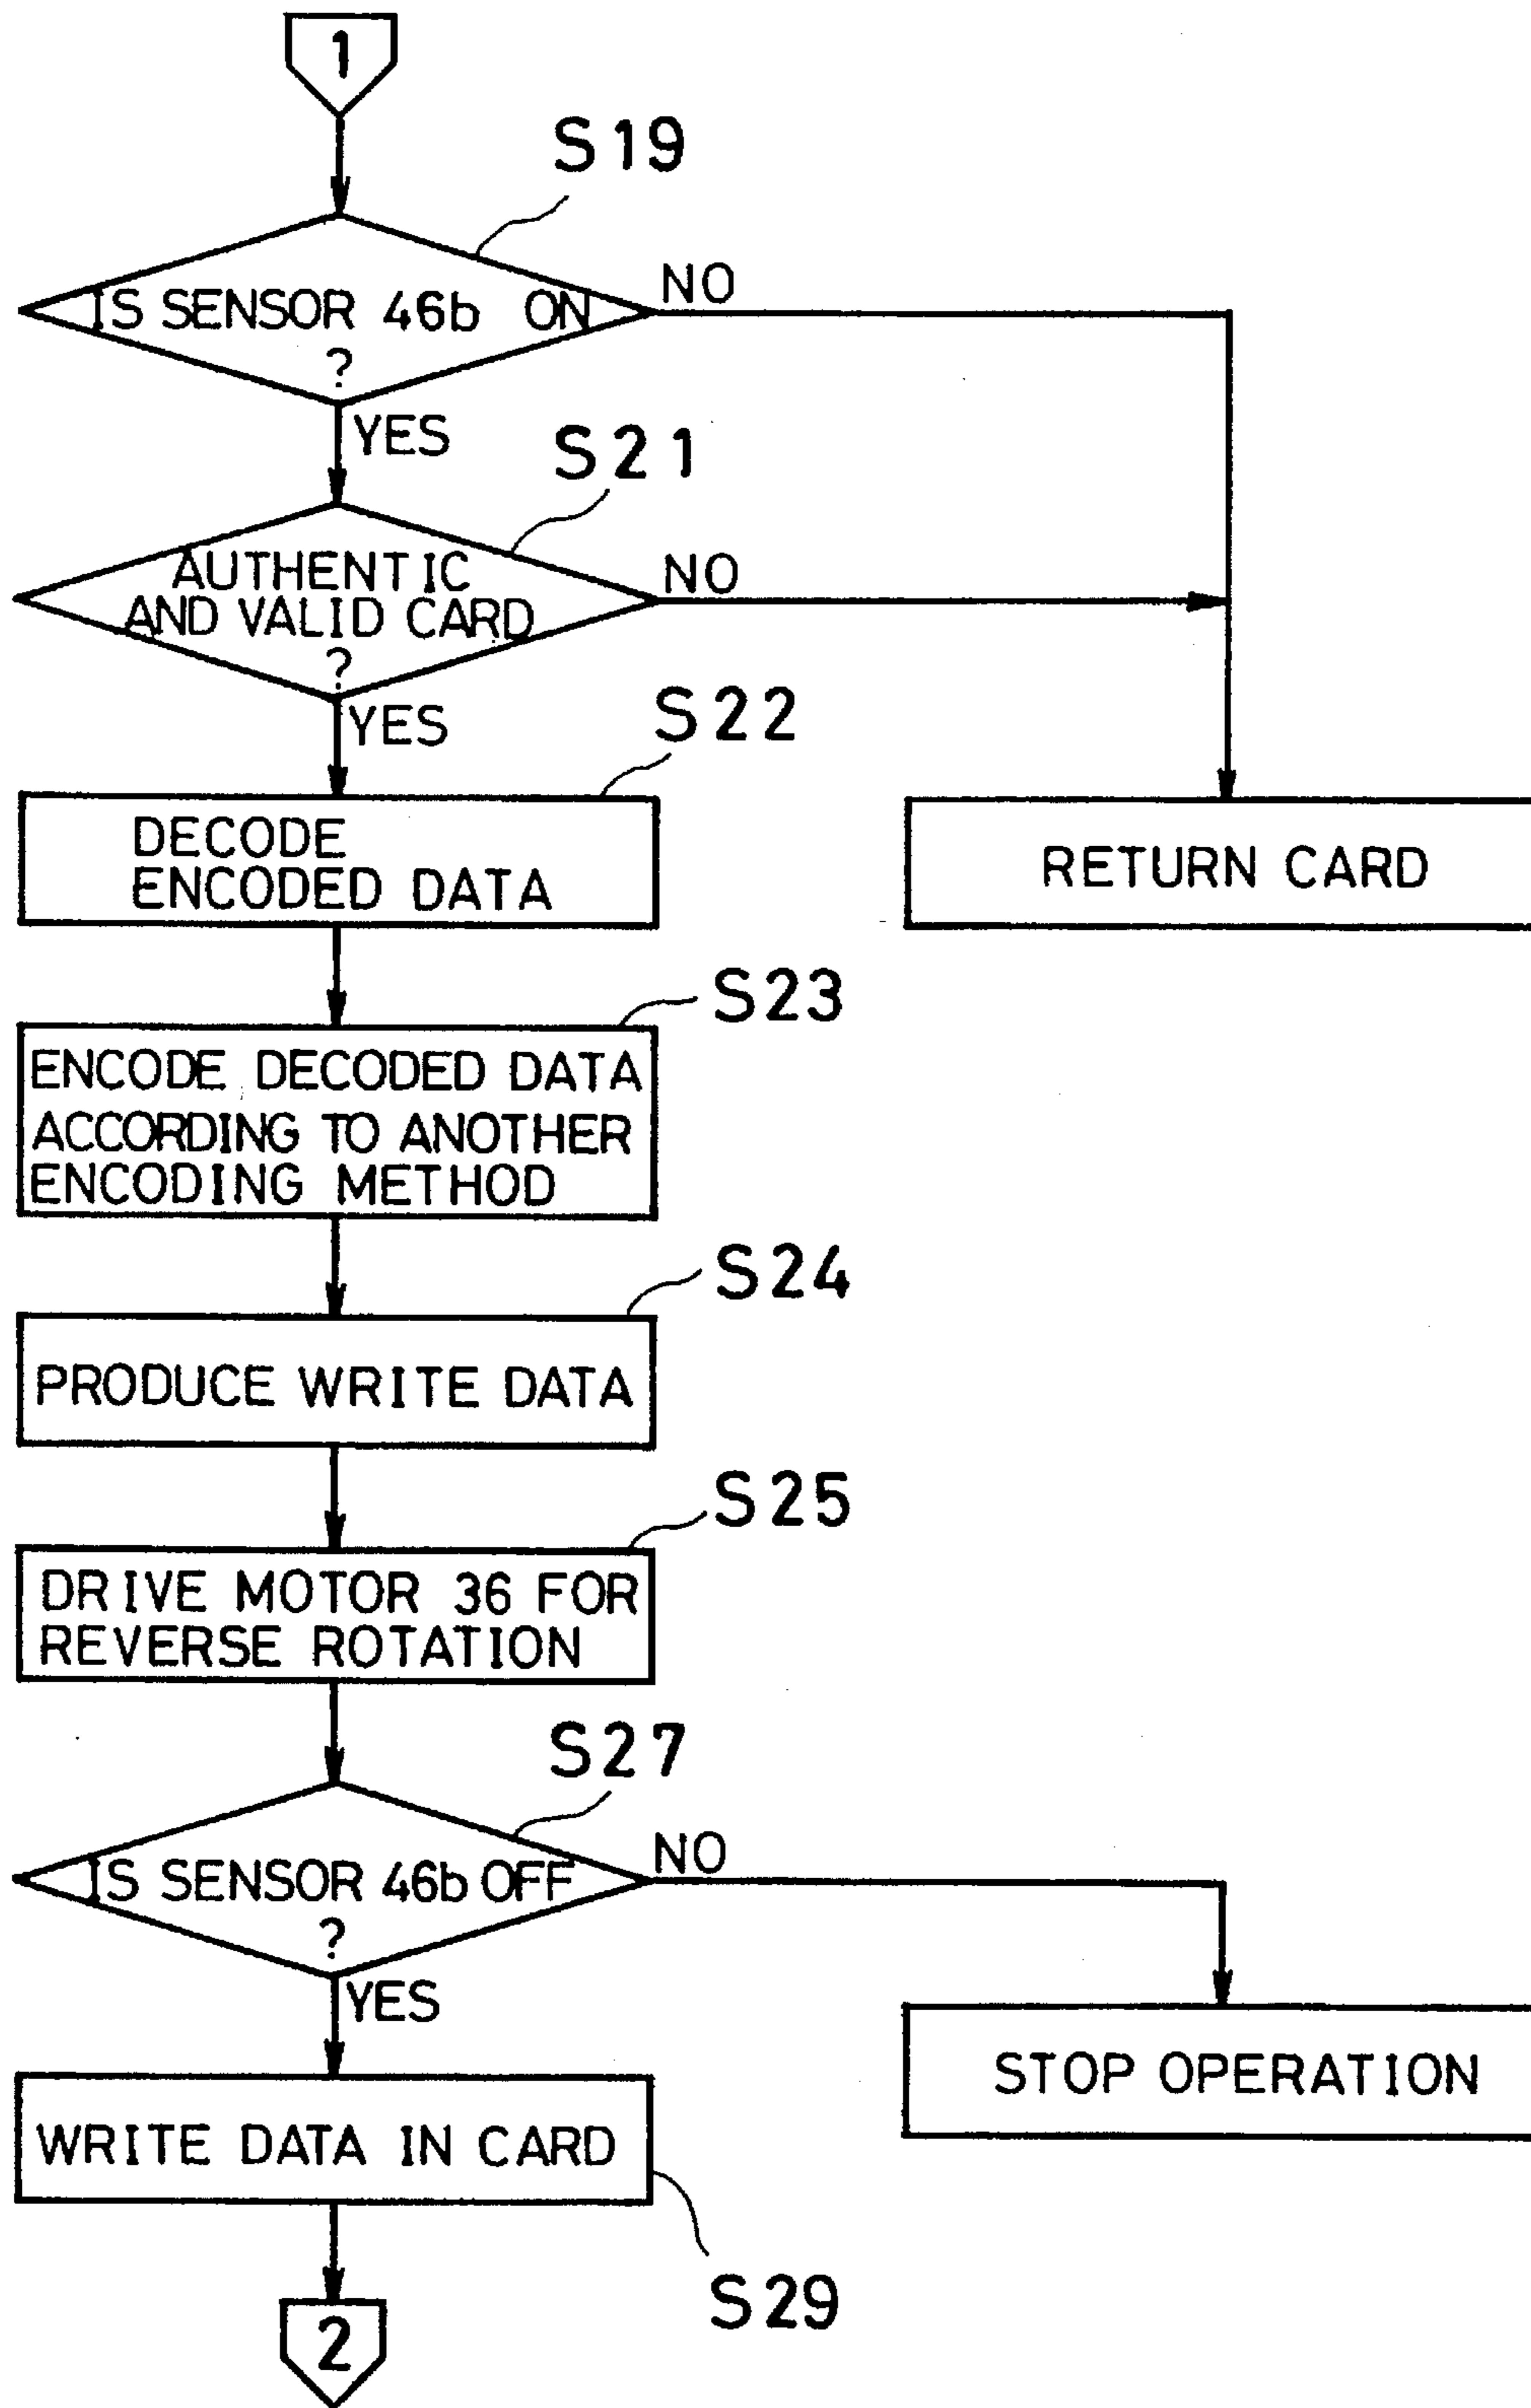 1
S19
IS SENSOR 46b ON
NO
?
YES
S21
AUTHENTIC
NO
AND VALID CARD
?
YES
S22
DECODE
ENCODED DATA
RETURN CARD
S23
ENCODE DECODED DATA
ACCORDING TO ANOTHER
ENCODING METHOD
S24
PRODUCE WRITE DATA
S25
DRIVE MOTOR 36 FOR
REVERSE ROTATION
S27
IS SENSOR 46b OFF
NO
?
YES
STOP OPERATION
WRITE DATA IN CARD
S29
2